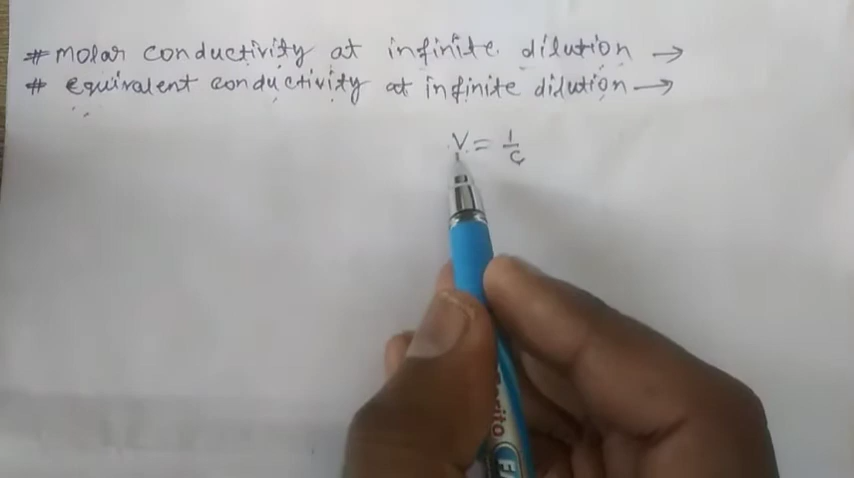 # molar conductivity at infinite dilution →
# equivalent conductivity at infinite dilution →
V = 1/C